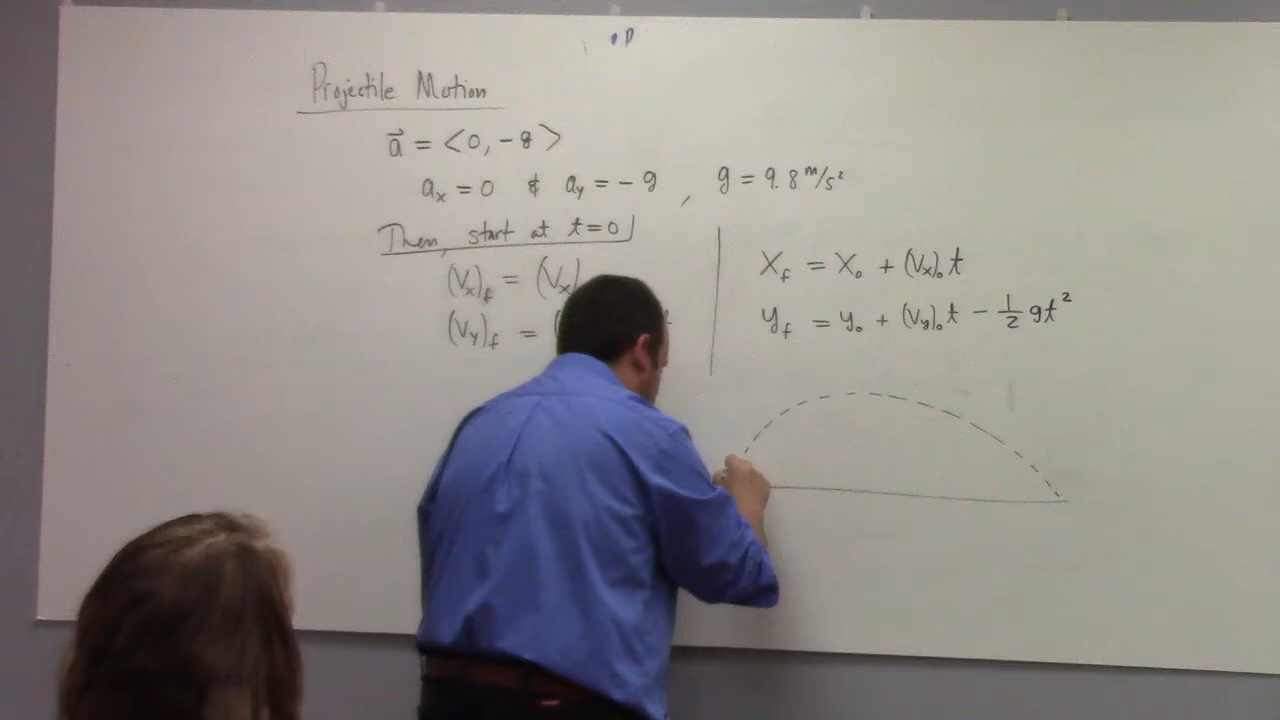 Projectile Motion
a⃗ = <0, -g>
aₓ = 0 & a_y = -g , g = 9.8 m/s²
Then, start at t=0
(Vₓ)_f = (Vₓ)
(V_y)_f = ( t
X_f = X₀ + (Vₓ)₀ t
y_f = y₀ + (V_y)₀ t - 1/2 gt²